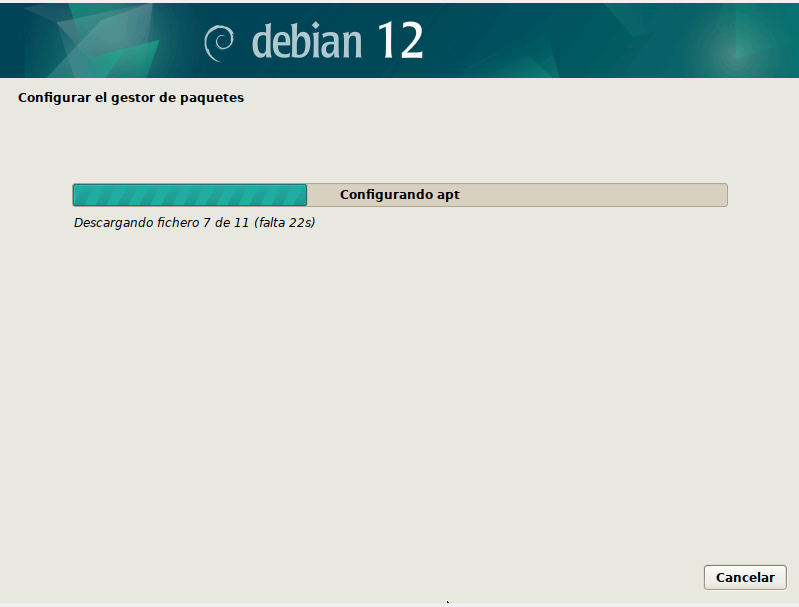 debian 12
Configurar el gestor de paquetes
Configurando apt
Descargando fichero 7 de 11 (falta 22s)
Cancelar